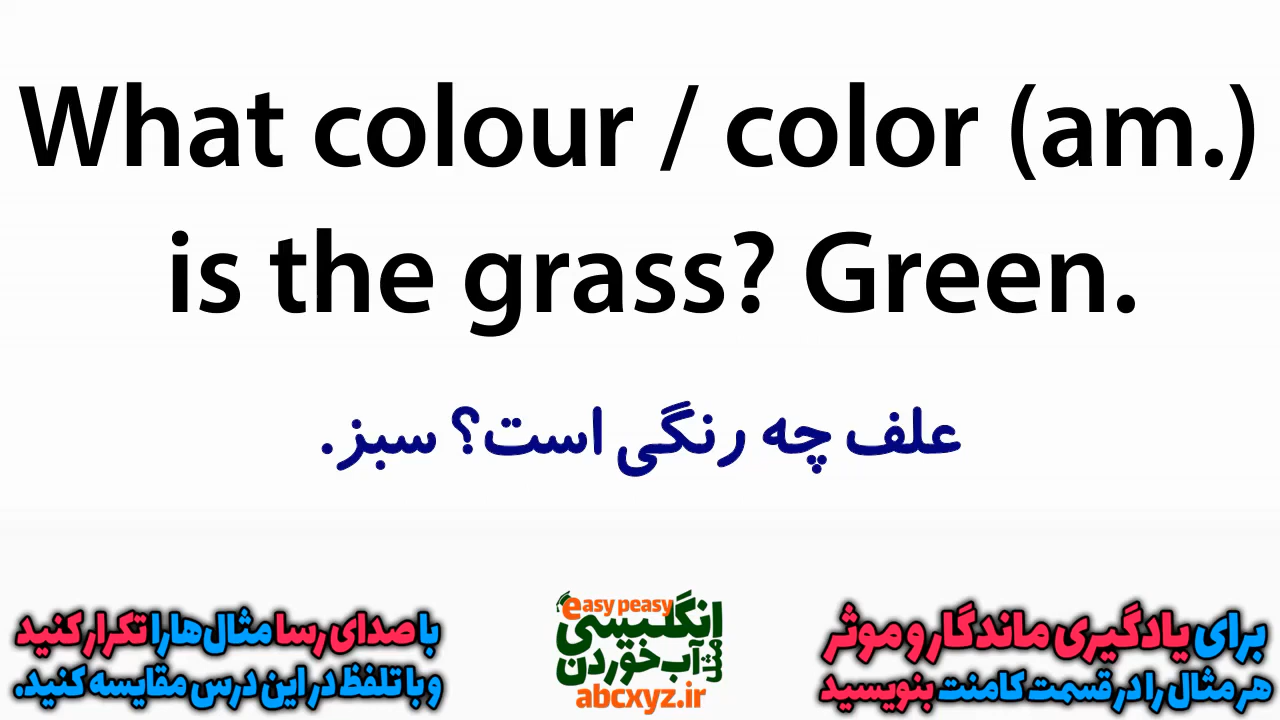 What colour / color (am.)
is the grass? Green.
علف چه رنگی است؟ سبز.
برای یادگیری ماندگار و موثر
هر مثال را در قسمت کامنت بنویسید
easy peasy
انگلیسی
مثل آب خوردن
abcxyz.ir
با صدای رسا مثال‌ها را تکرار کنید
و با تلفظ در این درس مقایسه کنید.